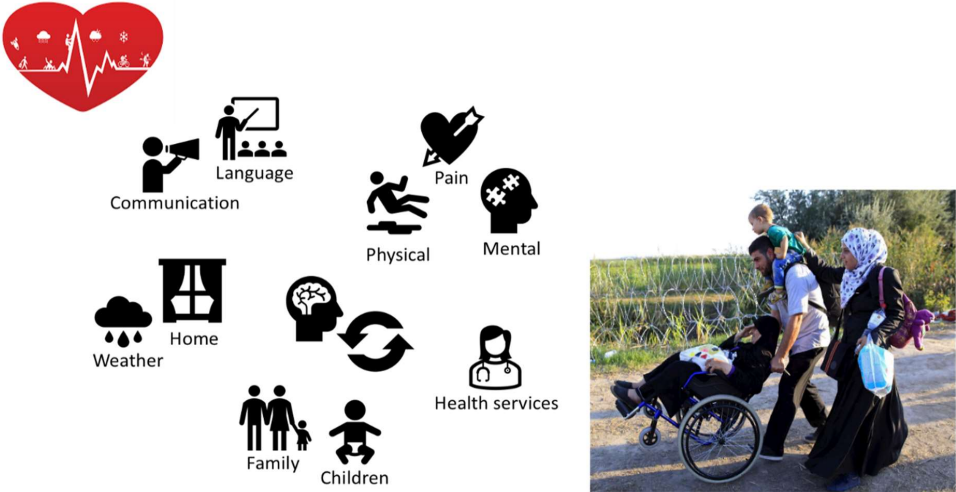 Language
Communication
Pain
Physical
Mental
Home
Weather
Health services
Family
Children